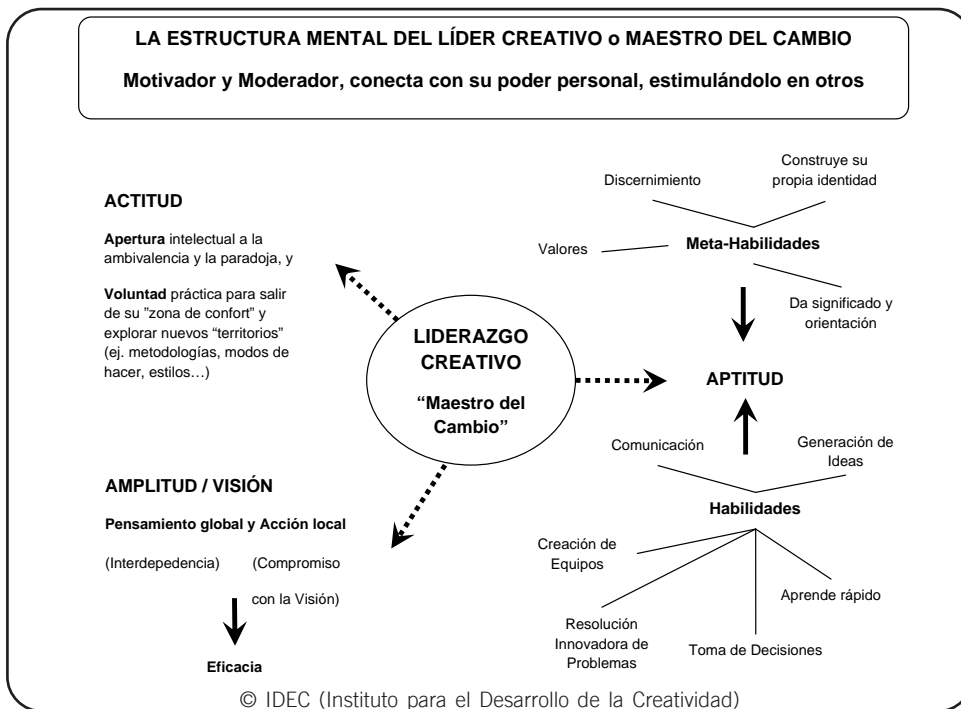 LA ESTRUCTURA MENTAL DEL LÍDER CREATIVO o MAESTRO DEL CAMBIO
Motivador y Moderador, conecta con su poder personal, estimulándolo en otros
ACTITUD
Apertura intelectual a la
ambivalencia y la paradoja, y
Voluntad práctica para salir
de su "zona de confort" y
explorar nuevos “territorios”
(ej. metodologías, modos de
hacer, estilos…)
AMPLITUD / VISIÓN
Pensamiento global y Acción local
(Interdepedencia) (Compromiso
con la Visión)
Eficacia
LIDERAZGO
CREATIVO
“Maestro del
Cambio”
Discernimiento
Construye su
propia identidad
Valores
Meta-Habilidades
Da significado y
orientación
APTITUD
Comunicación
Generación de
Ideas
Habilidades
Creación de
Equipos
Aprende rápido
Resolución
Innovadora de
Problemas
Toma de Decisiones
© IDEC (Instituto para el Desarrollo de la Creatividad)